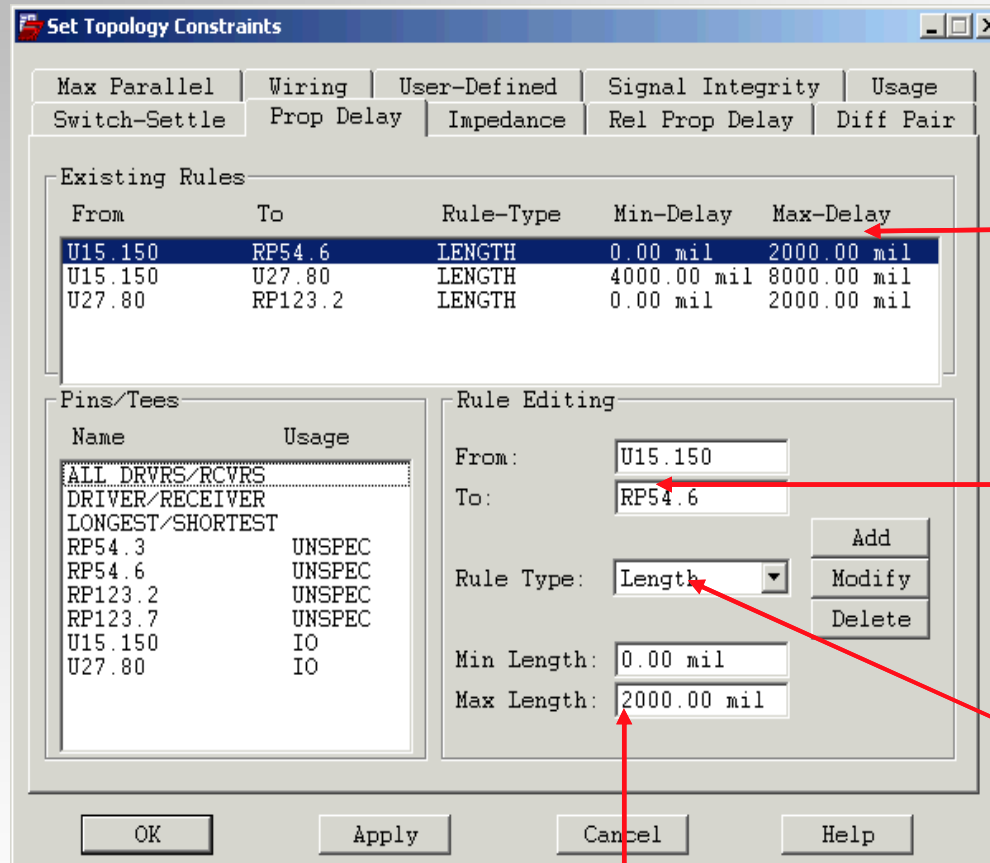 Set Topology Constraints
Max Parallel Wiring User-Defined Signal Integrity Usage
Switch-Settle Prop Delay Impedance Rel Prop Delay Diff Pair
Existing Rules
From To Rule-Type Min-Delay Max-Delay
U15.150 RP54.6 LENGTH 0.00 mil 2000.00 mil
U15.150 U27.80 LENGTH 4000.00 mil 8000.00 mil
U27.80 RP123.2 LENGTH 0.00 mil 2000.00 mil
Pins/Tees
Name Usage
ALL DRVRS/RCVRS
DRIVER/RECEIVER
LONGEST/SHORTEST
RP54.3 UNSPEC
RP54.6 UNSPEC
RP123.2 UNSPEC
RP123.7 UNSPEC
U15.150 IO
U27.80 IO
Rule Editing
From: U15.150
To: RP54.6
Rule Type: Length
Add
Modify
Delete
Min Length: 0.00 mil
Max Length: 2000.00 mil
OK Apply Cancel Help